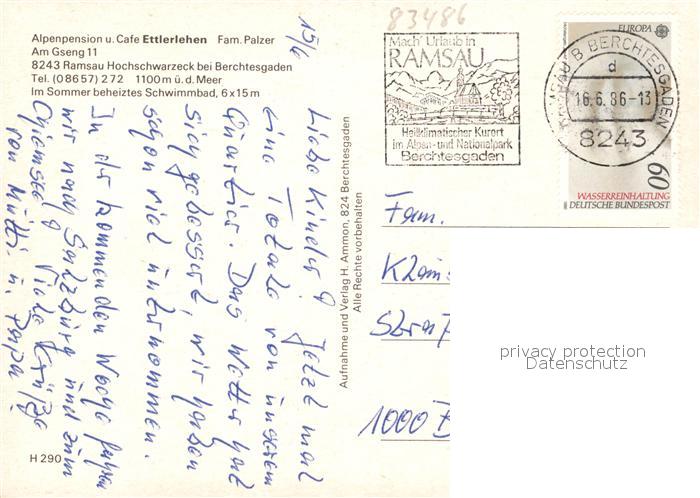 Alpenpension u. Cafe Ettlerlehen Fam. Palzer
Am Gseng 11
8243 Ramsau Hochschwarzeck bei Berchtesgaden
Tel. (08657) 272 1100 m ü. d. Meer
Im Sommer beheiztes Schwimmbad, 6x15 m
15/6
Liebe Kinder! Jetzt mal
eine Totale von unserem
Quartier. Das Wetter hat
sich gebessert, wir haben
schon viel unternommen.
In der kommenden Woche fahren
wir nach Salzburg und zum
Chiemsee! Viele Grüße
von Mutti u. Papa
H 290
Aufnahme und Verlag H. Ammon, 824 Berchtesgaden
Alle Rechte vorbehalten
83486
Mach' Urlaub in
RAMSAU
Heilklimatischer Kurort
im Alpen- und Nationalpark
Berchtesgaden
RAMSAU B BERCHTESGADEN
d
16.6.86-13
8243
EUROPA
60
WASSERREINHALTUNG
DEUTSCHE BUNDESPOST
Fam.
1000 B
privacy protection
Datenschutz